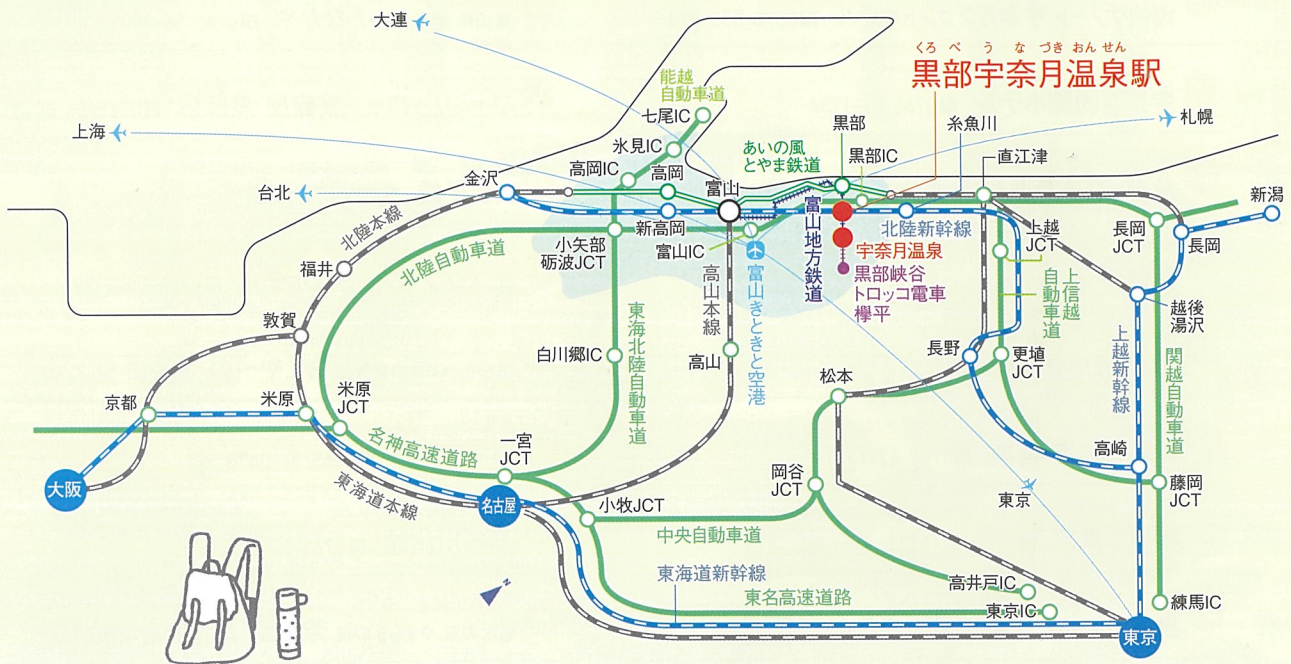 大連
くろべうなづきおんせん
黒部宇奈月温泉駅
能越
自動車道
七尾IC
上海
札幌
黒部
糸魚川
氷見IC
あいの風
とやま鉄道
黒部IC
直江津
高岡IC
高岡
金沢
富山
台北
新潟
北陸本線
新高岡
富山地方鉄道
北陸新幹線
上越
JCT
長岡
JCT
長岡
北陸自動車道
小矢部
砺波JCT
富山IC
宇奈月温泉
福井
高山本線
富山きときと空港
黒部峡谷
トロッコ電車
欅平
上信越
自動車道
越後
湯沢
敦賀
東海北陸自動車道
白川郷IC
高山
長野
更埴
JCT
上越新幹線
関越自動車道
松本
京都
米原
米原
JCT
名神高速道路
一宮
JCT
高崎
岡谷
JCT
藤岡
JCT
大阪
東海道本線
名古屋
小牧JCT
東京
中央自動車道
東海道新幹線
高井戸IC
東名高速道路
東京IC
練馬IC
N
東京